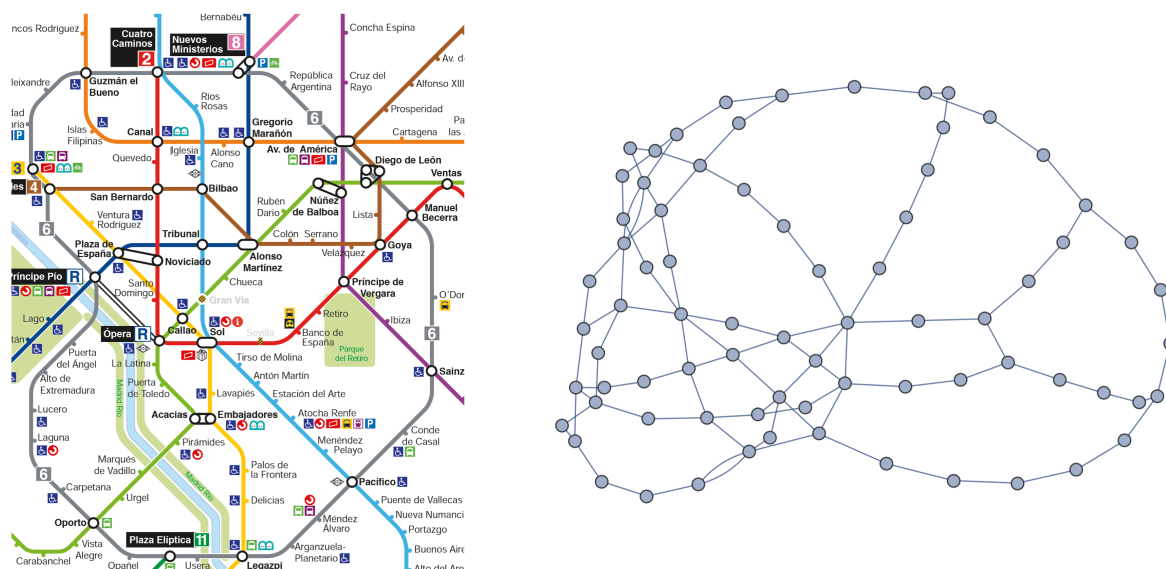 Bernabéu
ncos Rodríguez
Concha Espina
Cuatro
Caminos
2
Nuevos
Ministerios
8
P
Av. d
Guzmán el
Bueno
República
Argentina
Cruz del
Rayo
Alfonso XIII
leixandre
Ríos
Rosas
6
Prosperidad
dad
aria
P
Islas
Filipinas
Canal
Gregorio
Marañón
Cartagena
Pa
las
Quevedo
Iglesia
Alonso
Cano
Av. de América
P
Diego de León
3
les
4
San Bernardo
Bilbao
Rubén
Darío
Núñez
de Balboa
Lista
Ventas
Manuel
Becerra
6
Ventura
Rodríguez
Plaza de
España
Tribunal
Noviciado
Alonso
Martínez
Colón
Serrano
Velázquez
Goya
Príncipe Pío
R
Santo
Domingo
Chueca
Gran Vía
Príncipe de
Vergara
O'Dor
Lago
tán
Ópera
R
Callao
Sol
Sevilla
Retiro
Banco de
España
Ibiza
6
Parque
del Retiro
Puerta
del Ángel
Alto de
Extremadura
La Latina
Puerta
de Toledo
Madrid Río
Tirso de Molina
Antón Martín
Estación del Arte
Lavapiés
Sainz
Lucero
Laguna
Acacias
Embajadores
Atocha Renfe
P
Menéndez
Pelayo
Conde
de Casal
Pirámides
Marqués
de Vadillo
6
Carpetana
Urgel
Madrid Río
Palos de
la Frontera
Delicias
Pacífico
Puente de Vallecas
Nueva Numanci
Portazgo
Oporto
Méndez
Álvaro
Vista
Alegre
Plaza Elíptica
11
Carabanchel
Opañel
Usera
Legazpi
Arganzuela-
Planetario
Buenos Aire
Alto del Are